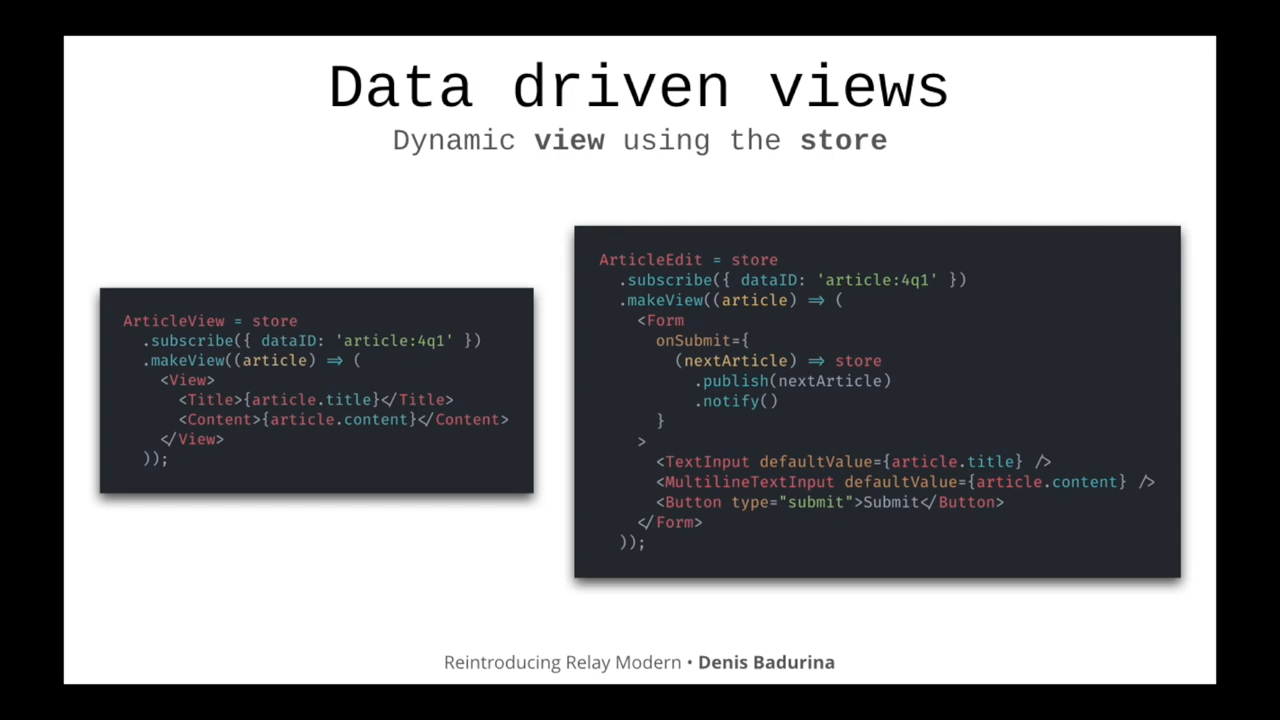 Data driven views
Dynamic view using the store
ArticleView = store
.subscribe({ dataID: 'article:4q1' })
.makeView((article) => (
<View>
<Title>{article.title}</Title>
<Content>{article.content}</Content>
</View>
));
ArticleEdit = store
.subscribe({ dataID: 'article:4q1' })
.makeView((article) => (
<Form
onSubmit={
(nextArticle) => store
.publish(nextArticle)
.notify()
}
>
<TextInput defaultValue={article.title} />
<MultilineTextInput defaultValue={article.content} />
<Button type="submit">Submit</Button>
</Form>
));
Reintroducing Relay Modern • Denis Badurina